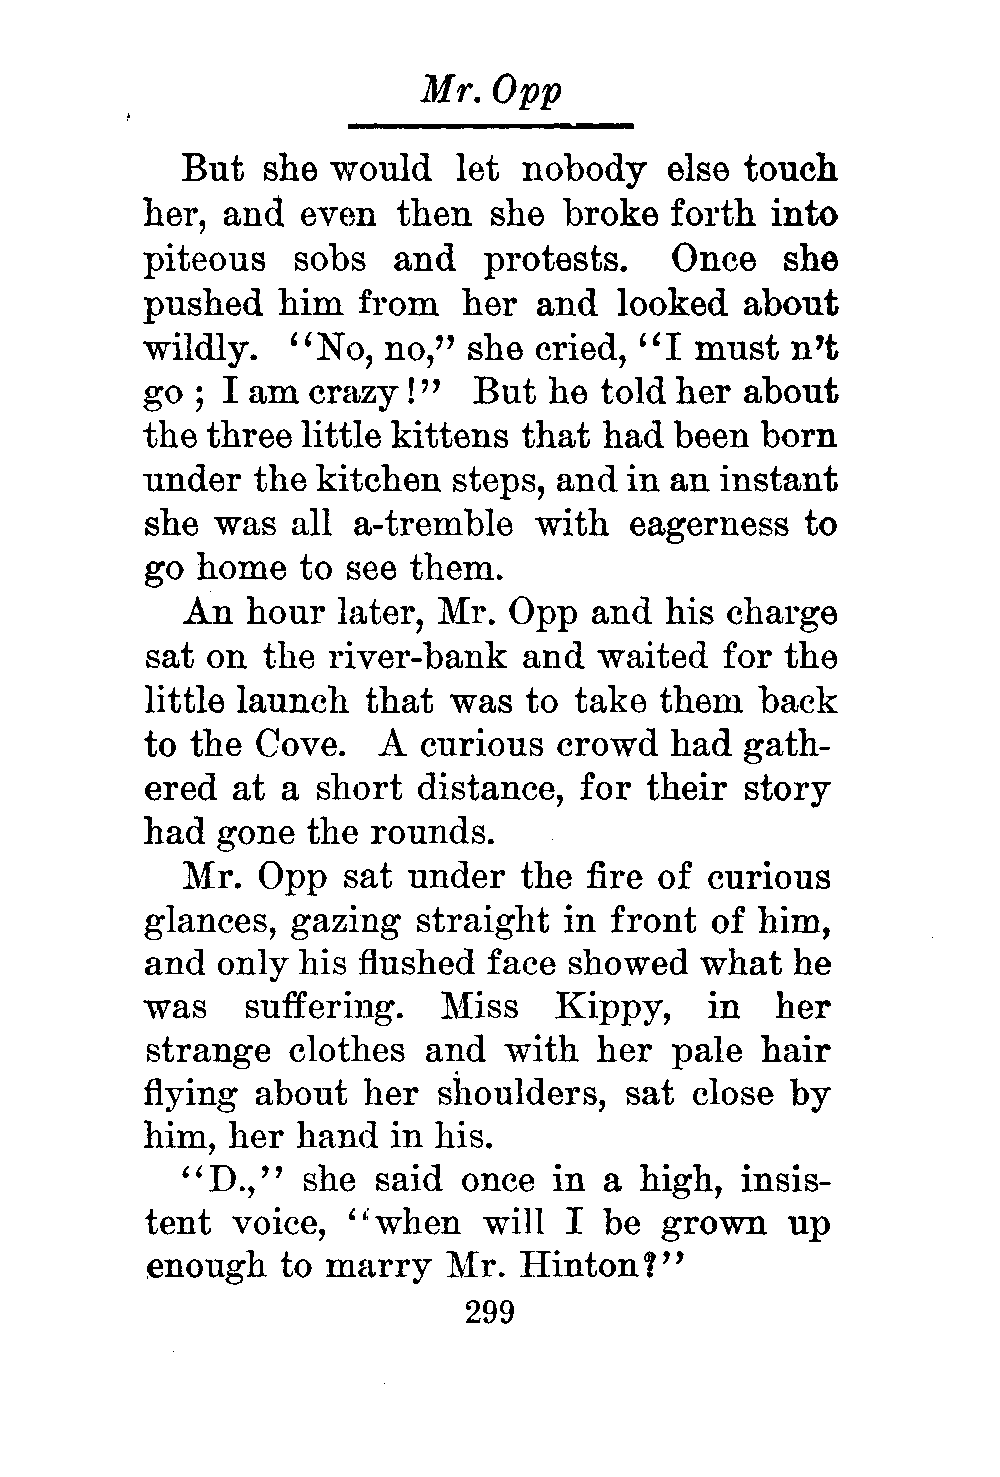 Mr. Opp
But she would let nobody else touch
her, and even then she broke forth into
piteous sobs and protests. Once she
pushed him from her and looked about
wildly. "No, no," she cried, "I must n't
go ; I am crazy !" But he told her about
the three little kittens that had been born
under the kitchen steps, and in an instant
she was all a-tremble with eagerness to
go home to see them.
An hour later, Mr. Opp and his charge
sat on the river-bank and waited for the
little launch that was to take them back
to the Cove. A curious crowd had gath-
ered at a short distance, for their story
had gone the rounds.
Mr. Opp sat under the fire of curious
glances, gazing straight in front of him,
and only his flushed face showed what he
was suffering. Miss Kippy, in her
strange clothes and with her pale hair
flying about her shoulders, sat close by
him, her hand in his.
"D.," she said once in a high, insis-
tent voice, "when will I be grown up
enough to marry Mr. Hinton?"
299